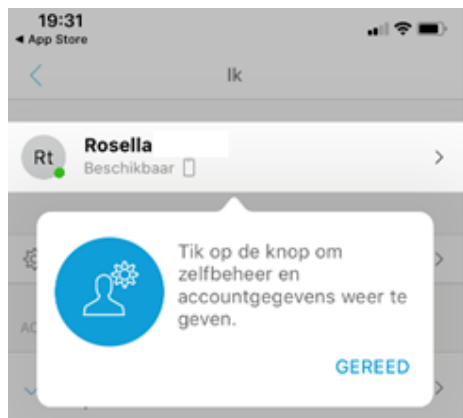 19:31
◀ App Store
Ik
Rt
Rosella
Beschikbaar
Tik op de knop om
zelfbeheer en
accountgegevens weer te
geven.
GEREED